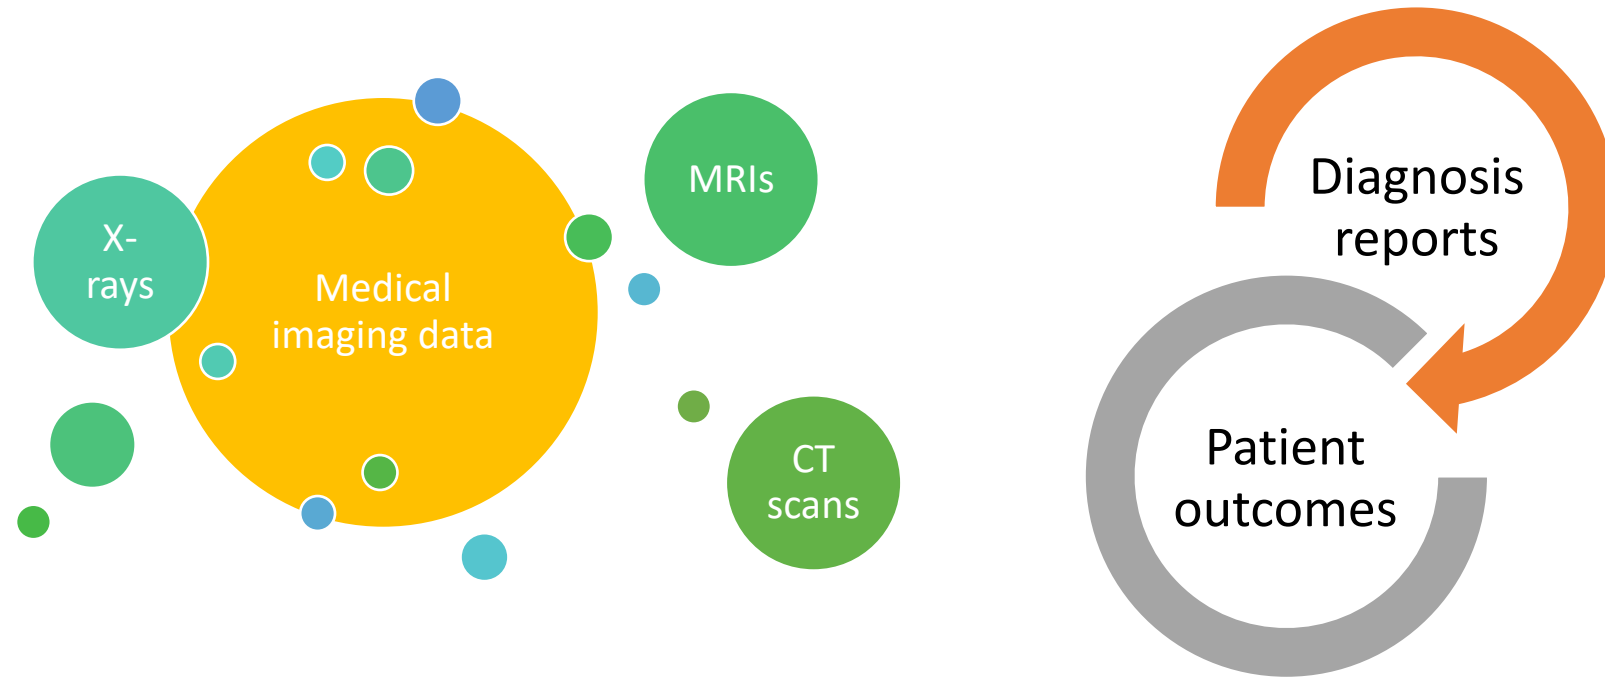 X-
rays
Medical
imaging data
MRIs
CT
scans
Diagnosis
reports
Patient
outcomes